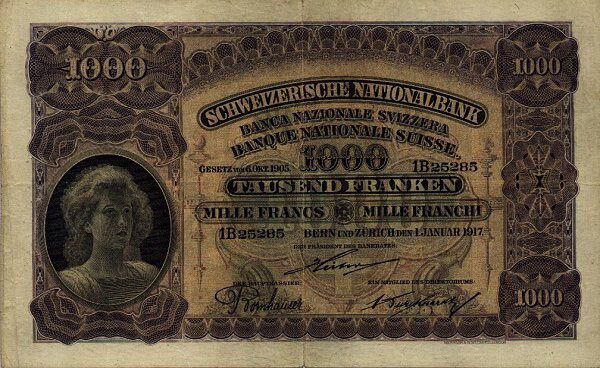 1000
1000
SCHWEIZERISCHE NATIONALBANK
BANCA NAZIONALE SVIZZERA
BANQUE NATIONALE SUISSE
GESETZ VOM 6.OKT.1905.
1000
1B25285
TAUSEND FRANKEN
MILLE FRANCS
MILLE FRANCHI
1B25285
BERN UND ZÜRICH DEN 1.JANUAR 1917.
DER PRÄSIDENT DES BANKRATES:
DER HAUPTKASSIER:
EIN MITGLIED DES DIREKTORIUMS:
Bornhauser
1000